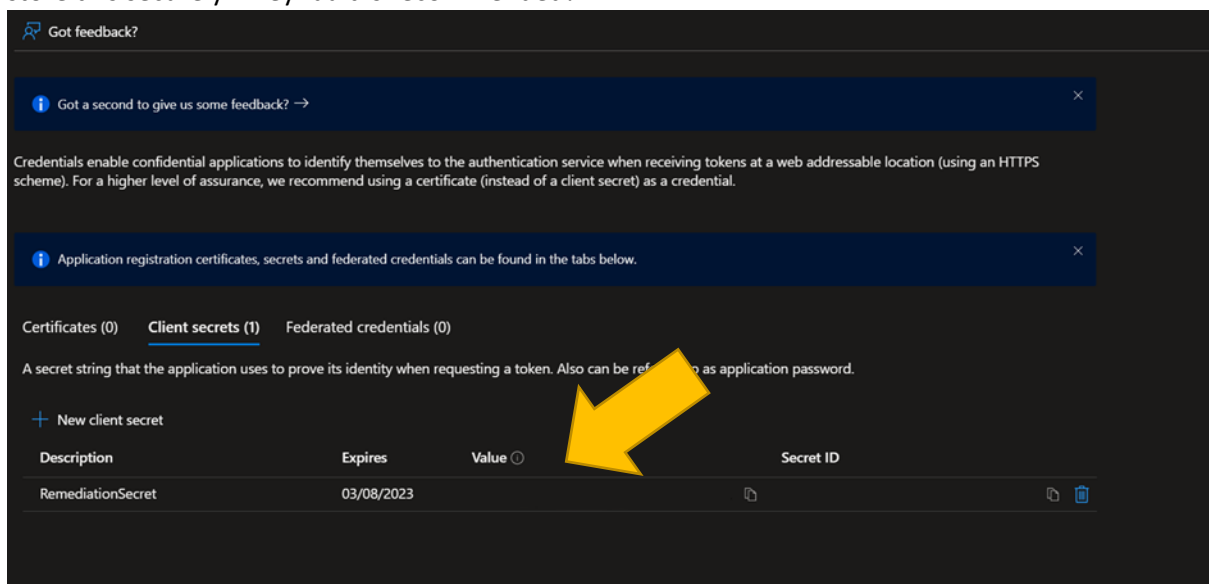 Got feedback?
Got a second to give us some feedback? →
Credentials enable confidential applications to identify themselves to the authentication service when receiving tokens at a web addressable location (using an HTTPS
scheme). For a higher level of assurance, we recommend using a certificate (instead of a client secret) as a credential.
Application registration certificates, secrets and federated credentials can be found in the tabs below.
Certificates (0) Client secrets (1) Federated credentials (0)
A secret string that the application uses to prove its identity when requesting a token. Also can be as application password.
New client secret
Description Expires Value Secret ID
RemediationSecret 03/08/2023